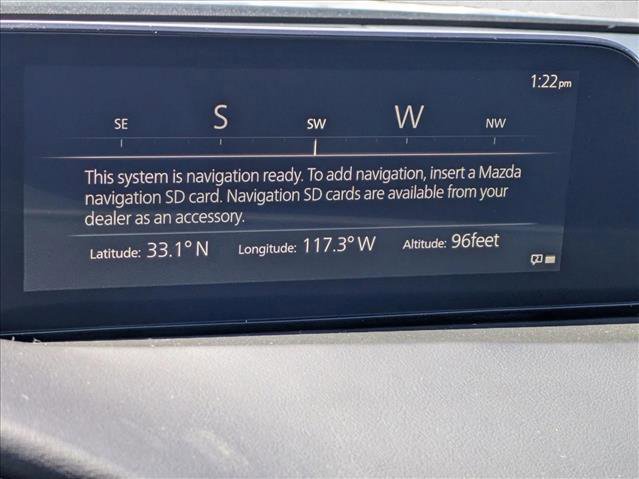 1:22pm
SE S SW W NW
This system is navigation ready. To add navigation, insert a Mazda
navigation SD card. Navigation SD cards are available from your
dealer as an accessory.
Latitude: 33.1° N Longitude: 117.3° W Altitude: 96feet